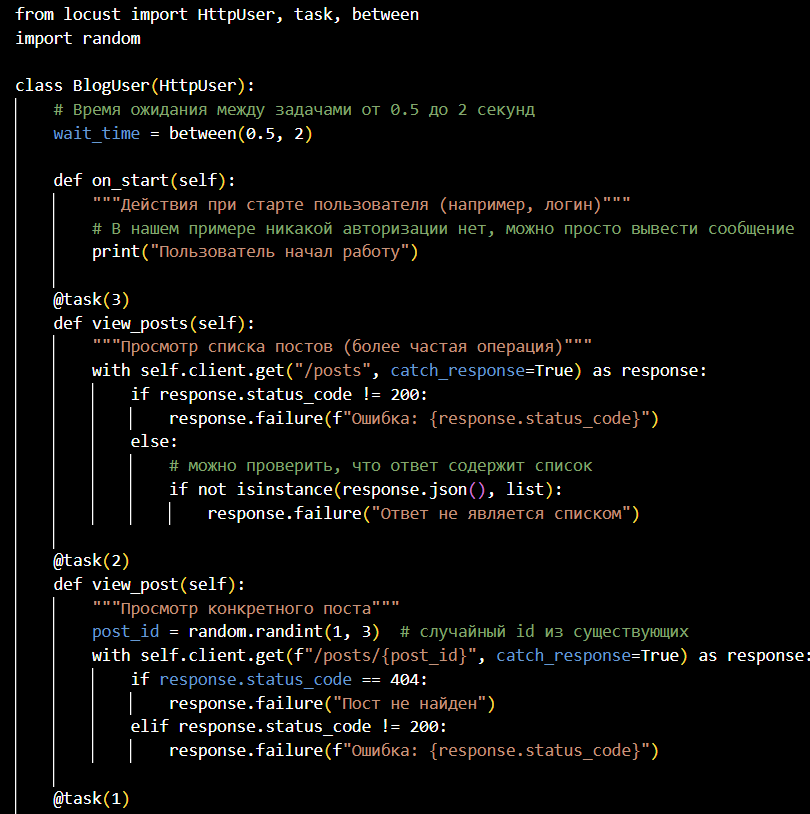 from locust import HttpUser, task, between
import random
class BlogUser(HttpUser):
# Время ожидания между задачами от 0.5 до 2 секунд
wait_time = between(0.5, 2)
def on_start(self):
"""Действия при старте пользователя (например, логин)"""
# В нашем примере никакой авторизации нет, можно просто вывести сообщение
print("Пользователь начал работу")
@task(3)
def view_posts(self):
"""Просмотр списка постов (более частая операция)"""
with self.client.get("/posts", catch_response=True) as response:
if response.status_code != 200:
response.failure(f"Ошибка: {response.status_code}")
else:
# можно проверить, что ответ содержит список
if not isinstance(response.json(), list):
response.failure("Ответ не является списком")
@task(2)
def view_post(self):
"""Просмотр конкретного поста"""
post_id = random.randint(1, 3)  # случайный id из существующих
with self.client.get(f"/posts/{post_id}", catch_response=True) as response:
if response.status_code == 404:
response.failure("Пост не найден")
elif response.status_code != 200:
response.failure(f"Ошибка: {response.status_code}")
@task(1)